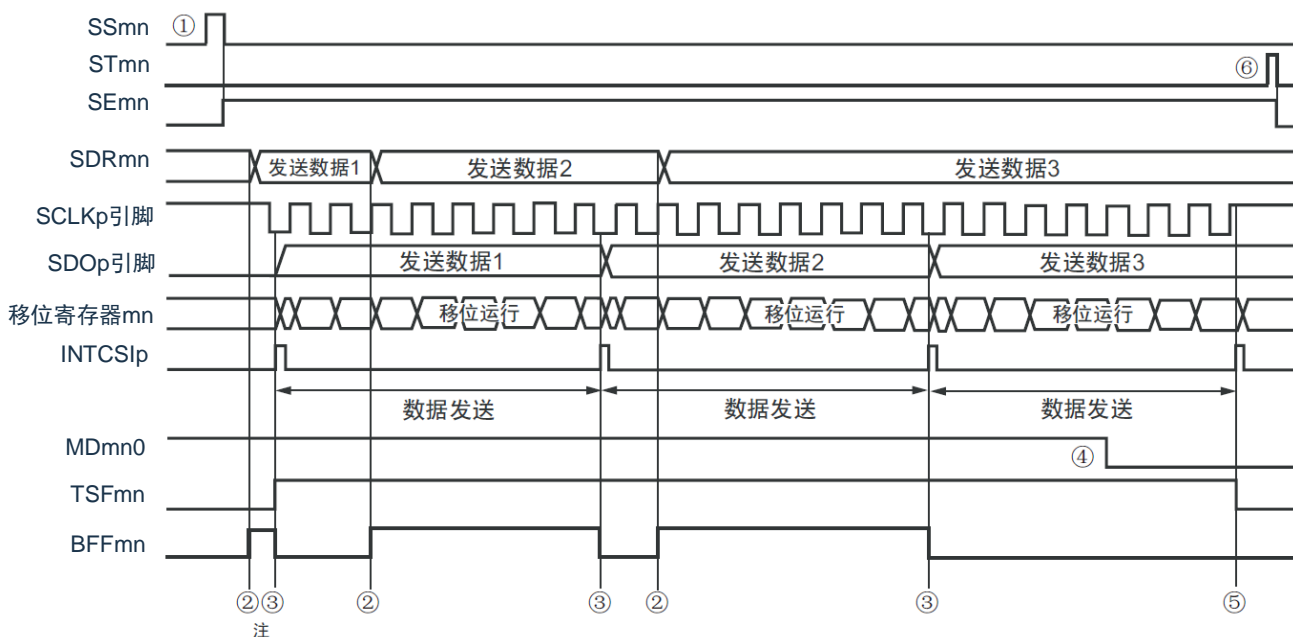 SSmn ①
STmn ⑥
SEmn
SDRmn 发送数据1 发送数据2 发送数据3
SCLKp引脚
SDOp引脚 发送数据1 发送数据2 发送数据3
移位寄存器mn 移位运行 移位运行 移位运行
INTCSIp
数据发送 数据发送 数据发送
MDmn0 ④
TSFmn
BFFmn
②③ ② ③ ② ③ ⑤
注